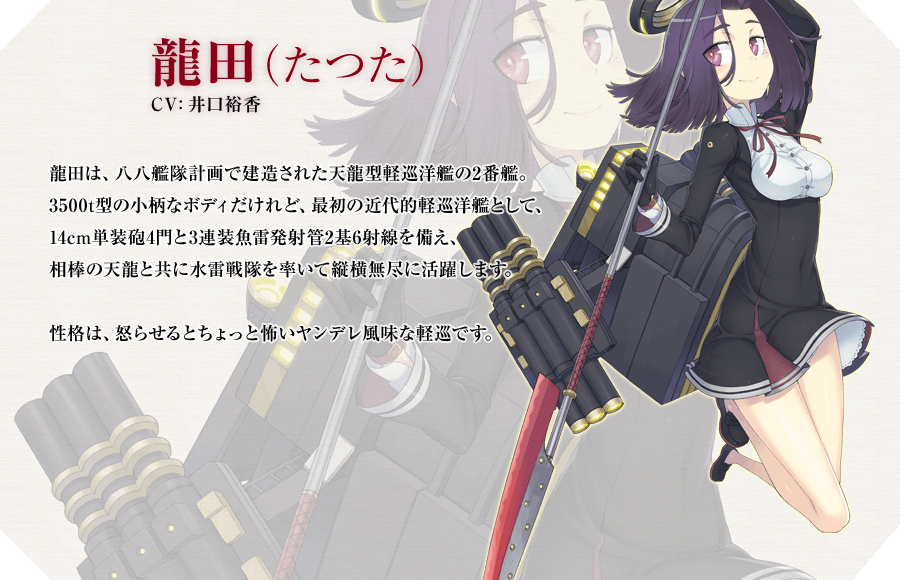 龍田（たつた）
CV: 井口裕香
龍田は、八八艦隊計画で建造された天龍型軽巡洋艦の2番艦。
3500t型の小柄なボディだけれど、最初の近代的軽巡洋艦として、
14cm単装砲4門と3連装魚雷発射管2基6射線を備え、
相棒の天龍と共に水雷戦隊を率いて縦横無尽に活躍します。
性格は、怒らせるとちょっと怖いヤンデレ風味な軽巡です。